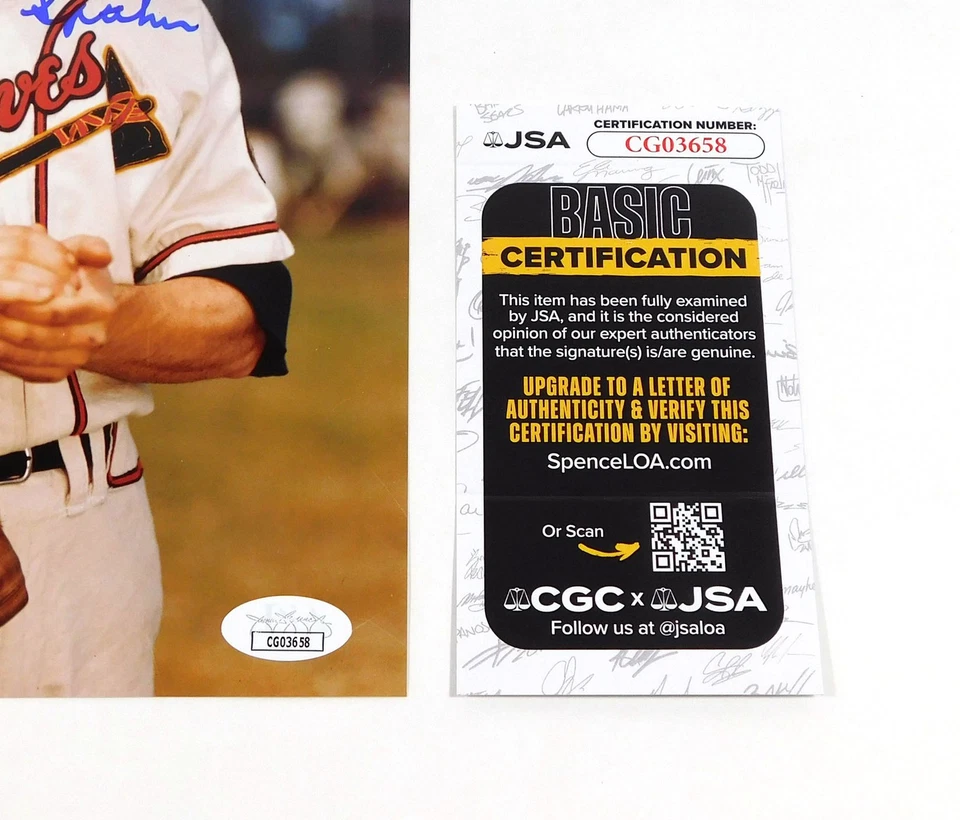 Spahn
ves
JSA
CERTIFICATION NUMBER:
CG03658
BASIC
CERTIFICATION
This item has been fully examined
by JSA, and it is the considered
opinion of our expert authenticators
that the signature(s) is/are genuine.
UPGRADE TO A LETTER OF
AUTHENTICITY & VERIFY THIS
CERTIFICATION BY VISITING:
SpenceLOA.com
Or Scan
CGC x JSA
Follow us at @jsaloa
CG03658